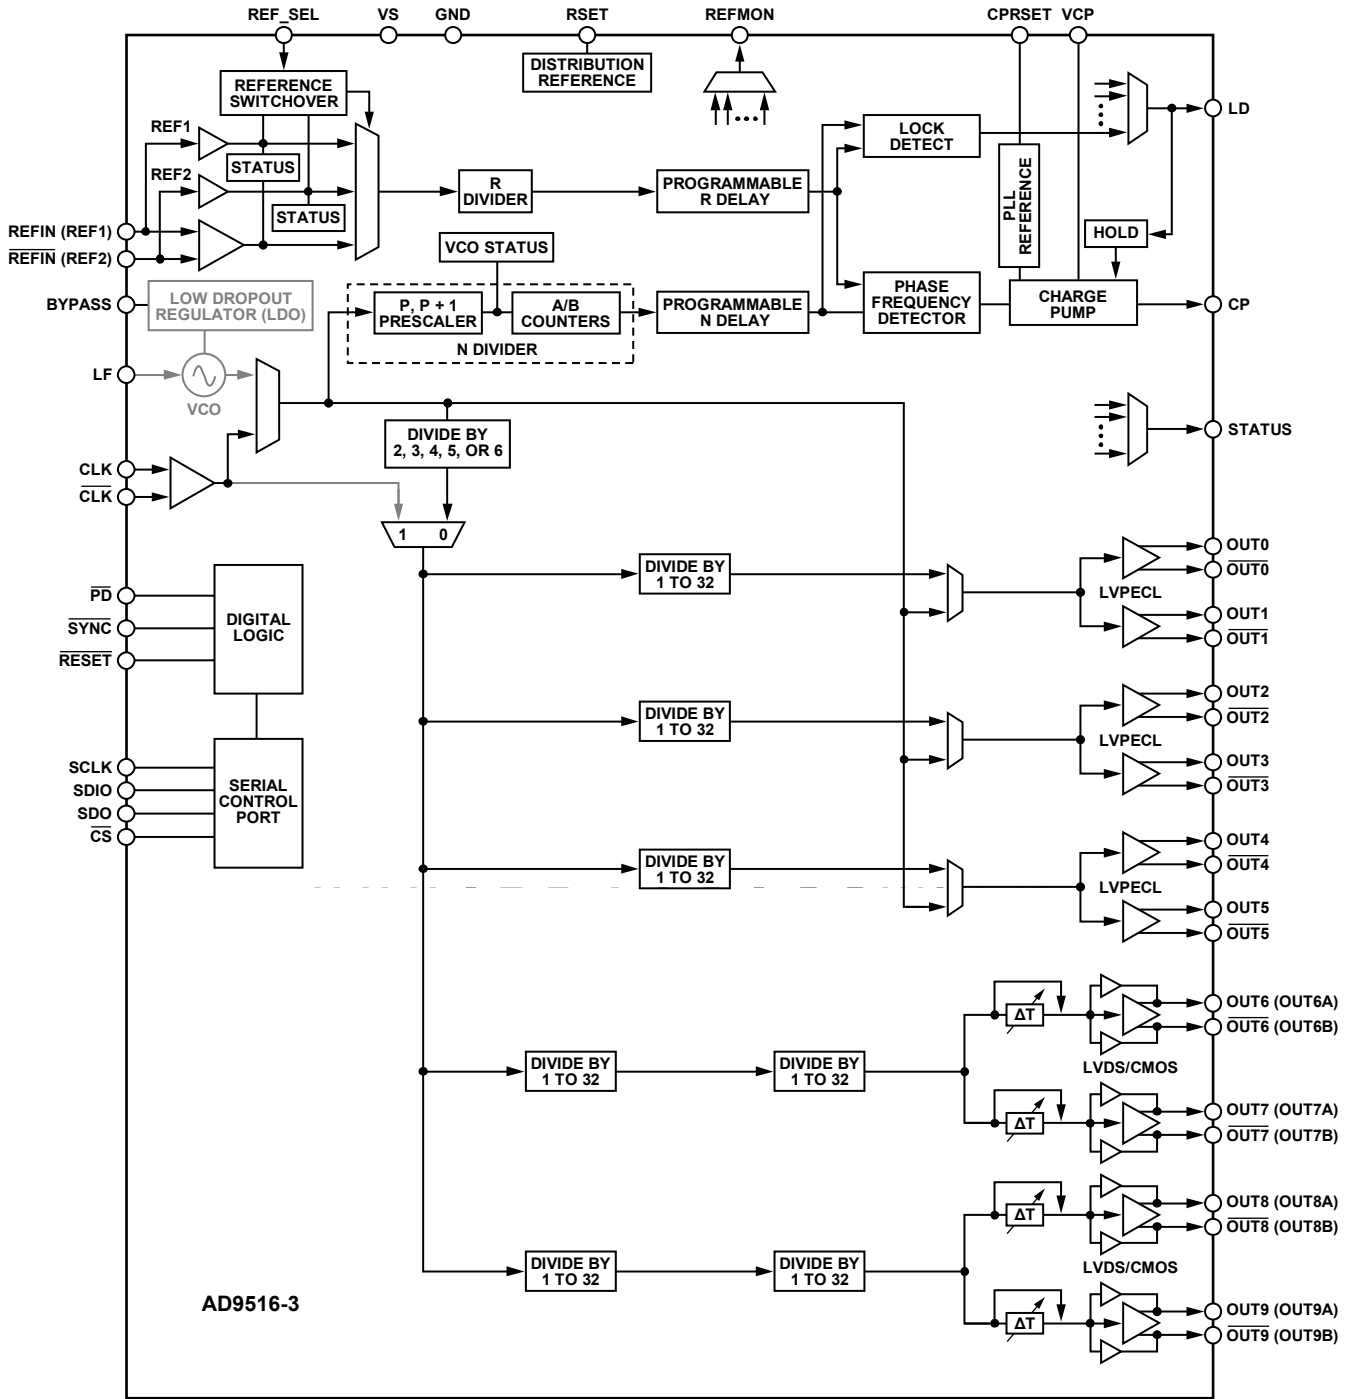 REF_SEL
VS
GND
RSET
REFMON
CPRSET
VCP
DISTRIBUTION
REFERENCE
REFERENCE
SWITCHOVER
REF1
STATUS
REF2
STATUS
REFIN (REF1)
REFIN (REF2)
R
DIVIDER
PROGRAMMABLE
R DELAY
LOCK
DETECT
LD
PLL
REFERENCE
HOLD
VCO STATUS
BYPASS
LOW DROPOUT
REGULATOR (LDO)
P, P + 1
PRESCALER
A/B
COUNTERS
N DIVIDER
PROGRAMMABLE
N DELAY
PHASE
FREQUENCY
DETECTOR
CHARGE
PUMP
CP
LF
VCO
STATUS
DIVIDE BY
2, 3, 4, 5, OR 6
CLK
CLK
1 0
PD
SYNC
RESET
DIGITAL
LOGIC
DIVIDE BY
1 TO 32
LVPECL
OUT0
OUT0
OUT1
OUT1
DIVIDE BY
1 TO 32
LVPECL
OUT2
OUT2
OUT3
OUT3
SCLK
SDIO
SDO
CS
SERIAL
CONTROL
PORT
DIVIDE BY
1 TO 32
LVPECL
OUT4
OUT4
OUT5
OUT5
DIVIDE BY
1 TO 32
DIVIDE BY
1 TO 32
ΔT
ΔT
LVDS/CMOS
OUT6 (OUT6A)
OUT6 (OUT6B)
OUT7 (OUT7A)
OUT7 (OUT7B)
DIVIDE BY
1 TO 32
DIVIDE BY
1 TO 32
ΔT
ΔT
LVDS/CMOS
OUT8 (OUT8A)
OUT8 (OUT8B)
OUT9 (OUT9A)
OUT9 (OUT9B)
AD9516-3